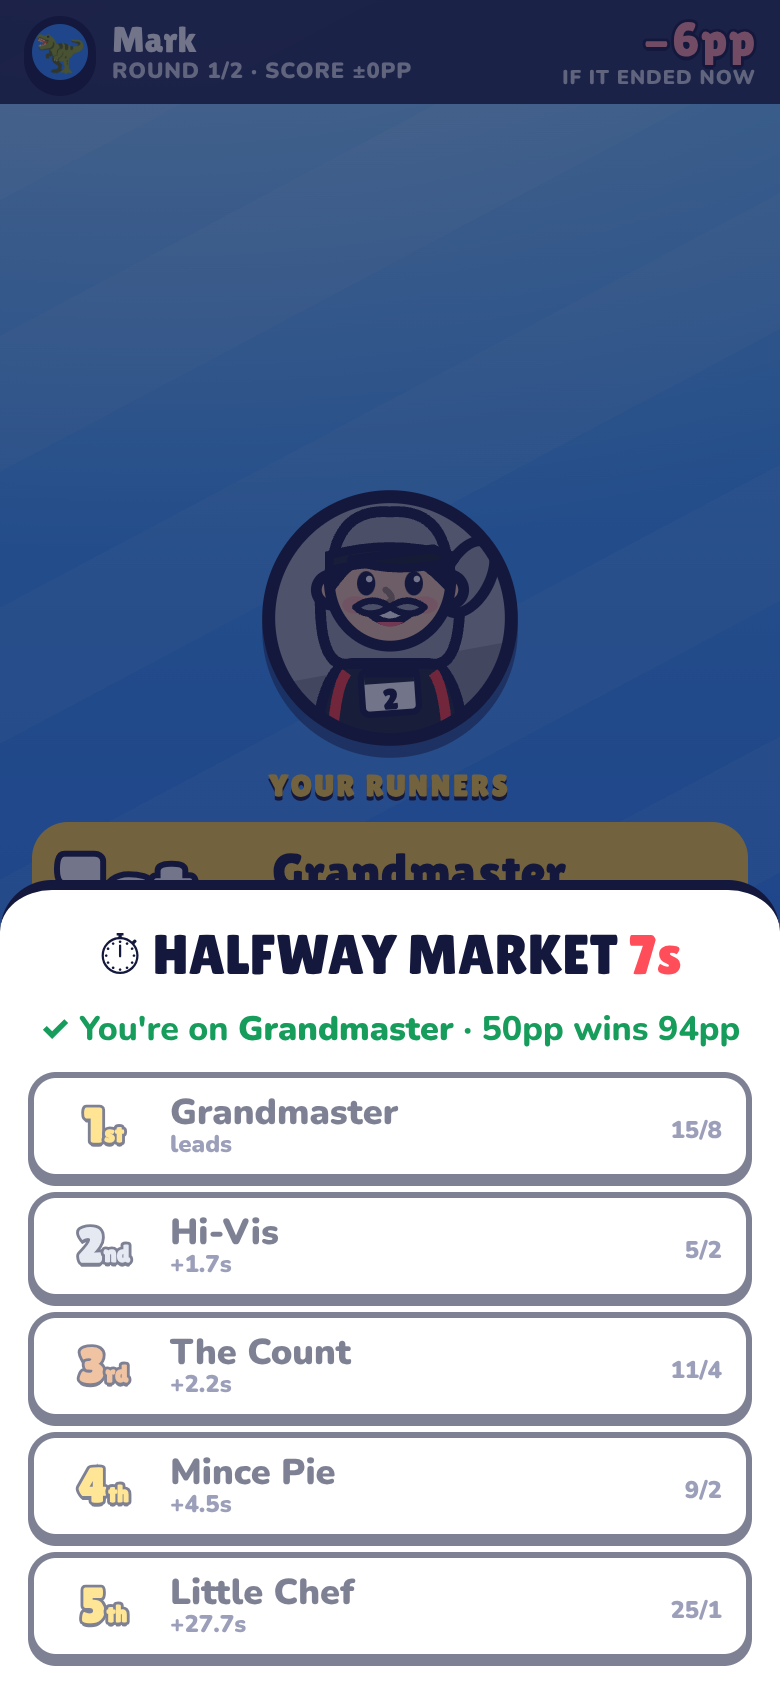 Mark
ROUND 1/2 · SCORE ±0PP
−6pp
IF IT ENDED NOW
2
YOUR RUNNERS
Grandmaster
HALFWAY MARKET 7s
✓ You're on Grandmaster · 50pp wins 94pp
1st
Grandmaster
leads
15/8
2nd
Hi-Vis
+1.7s
5/2
3rd
The Count
+2.2s
11/4
4th
Mince Pie
+4.5s
9/2
5th
Little Chef
+27.7s
25/1